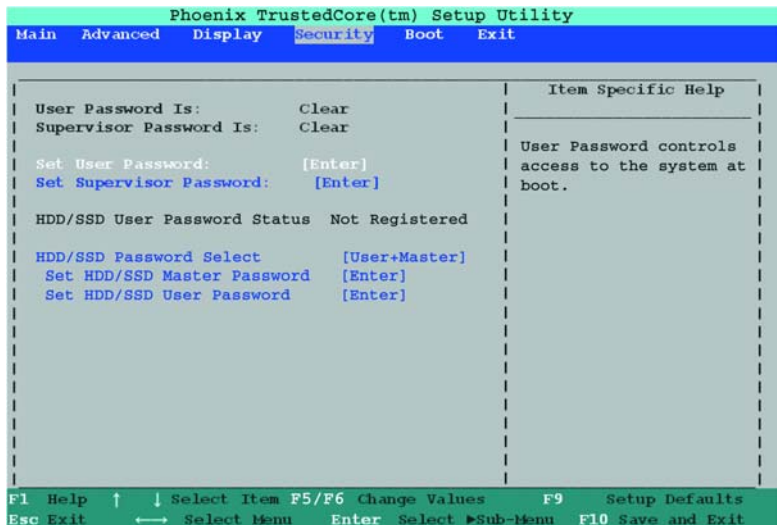 Phoenix TrustedCore(tm) Setup Utility
Main Advanced Display Security Boot Exit
Item Specific Help
User Password Is: Clear
Supervisor Password Is: Clear
User Password controls
access to the system at
boot.
Set User Password: [Enter]
Set Supervisor Password: [Enter]
HDD/SSD User Password Status Not Registered
HDD/SSD Password Select [User+Master]
Set HDD/SSD Master Password [Enter]
Set HDD/SSD User Password [Enter]
F1 Help ↑ ↓ Select Item F5/F6 Change Values F9 Setup Defaults
Esc Exit ←→ Select Menu Enter Select ►Sub-Menu F10 Save and Exit